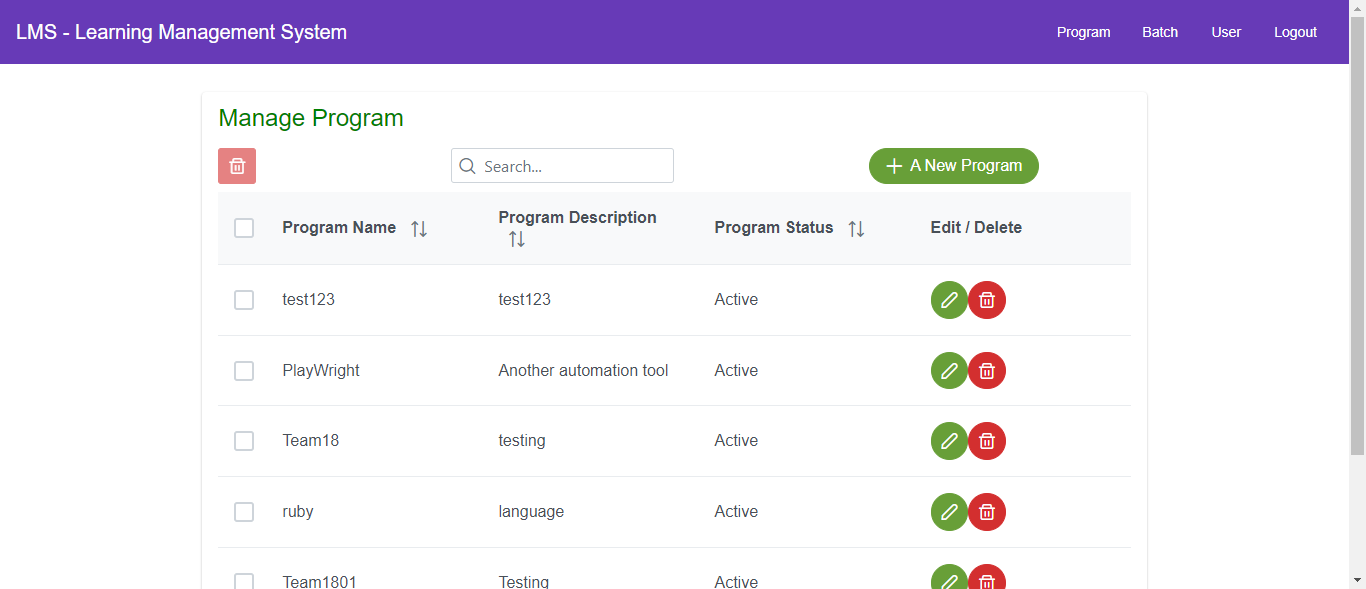 LMS - Learning Management System
Program Batch User Logout
Manage Program
Search...
A New Program
Program Name Program Description Program Status Edit / Delete
test123 test123 Active
PlayWright Another automation tool Active
Team18 testing Active
ruby language Active
Team1801 Testing Active